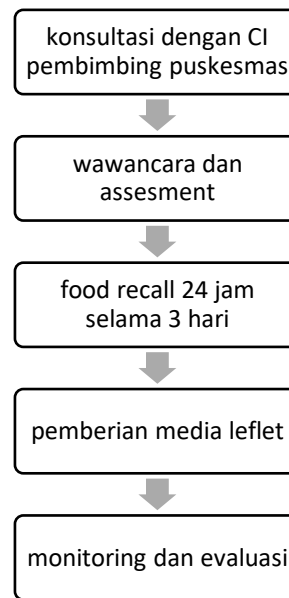 konsultasi dengan CI
pembimbing puskesmas
wawancara dan
assesment
food recall 24 jam
selama 3 hari
pemberian media leflet
monitoring dan evaluasi